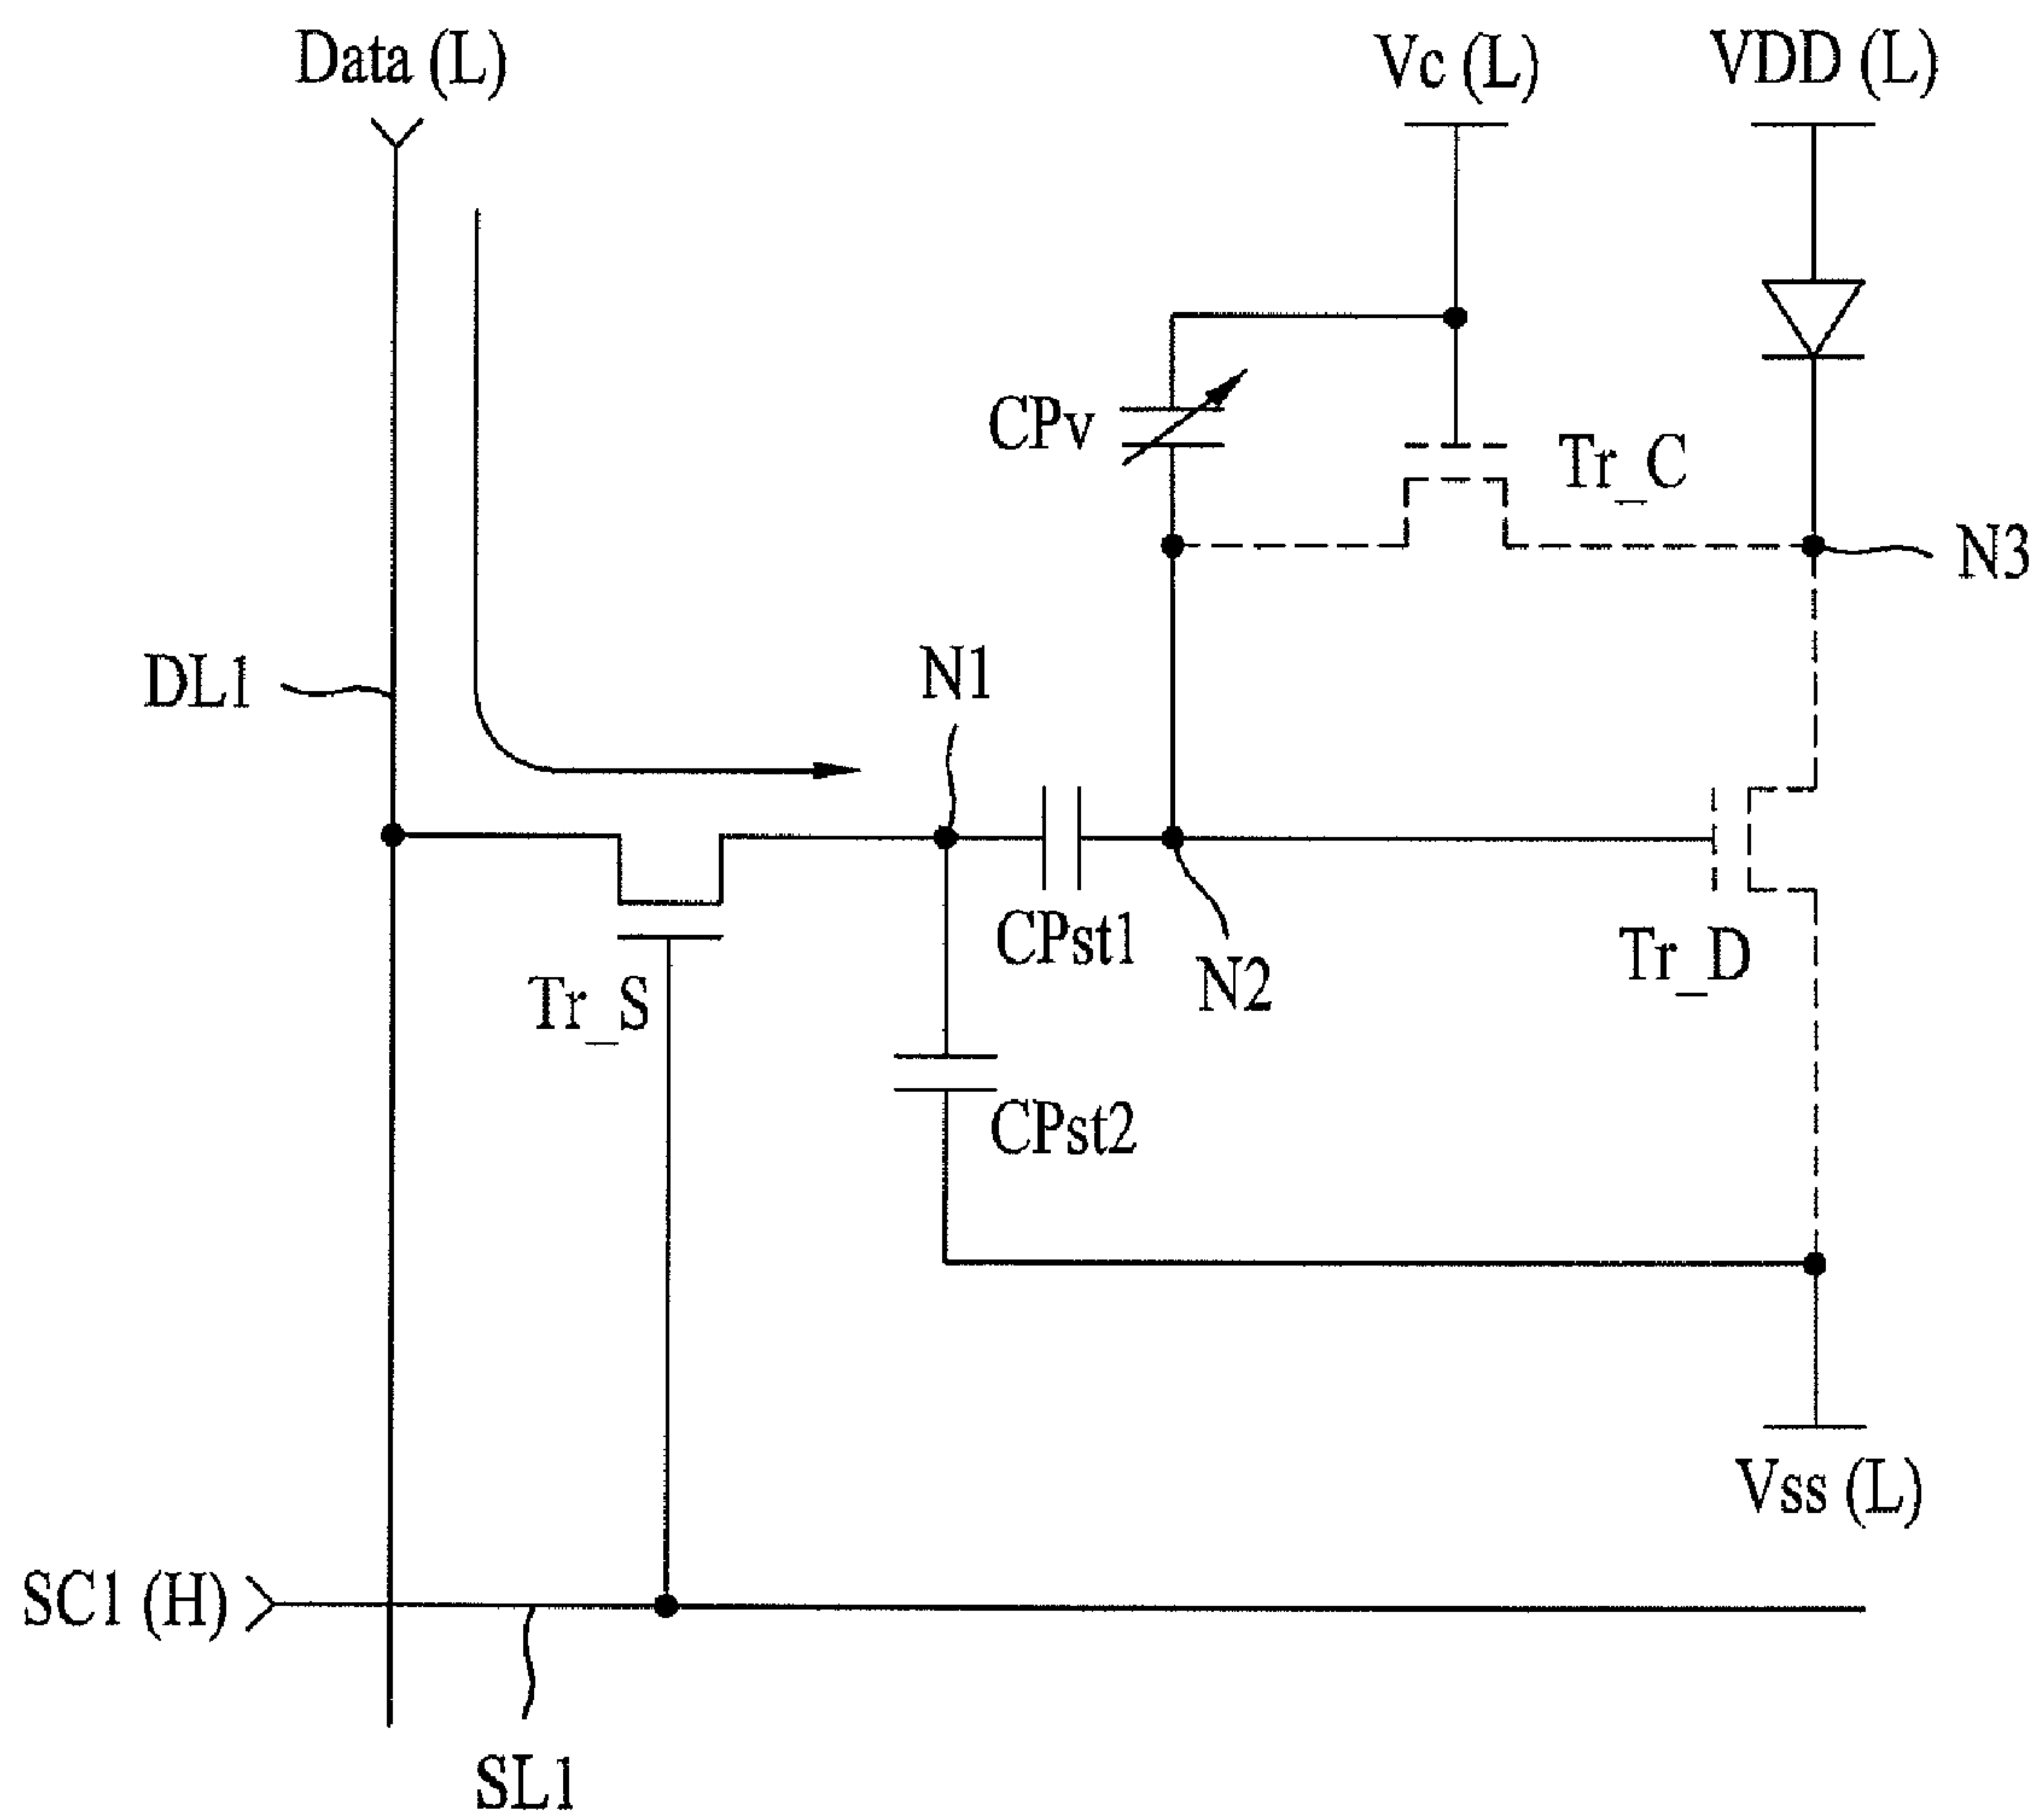 Data (L)
Vc (L)
VDD (L)
CPv
Tr_C
N3
DL1
N1
CPst1
N2
Tr_D
Tr_S
CPst2
Vss (L)
SC1 (H)
SL1